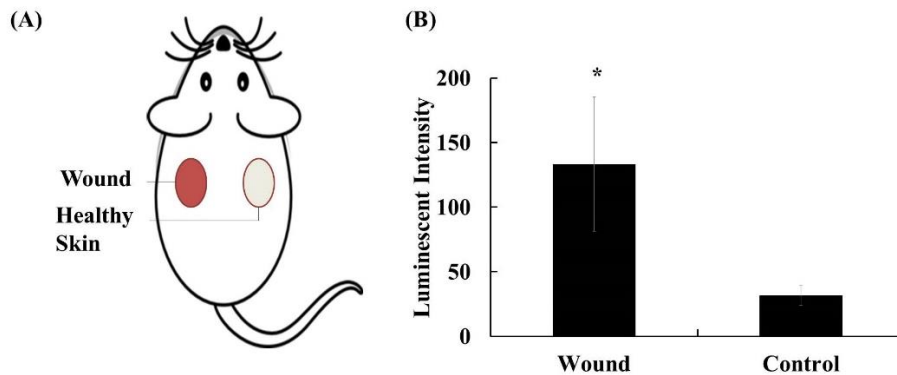 (A)
Wound
Healthy
Skin
(B)
Luminescent Intensity
200
*
150
100
50
0
Wound
Control